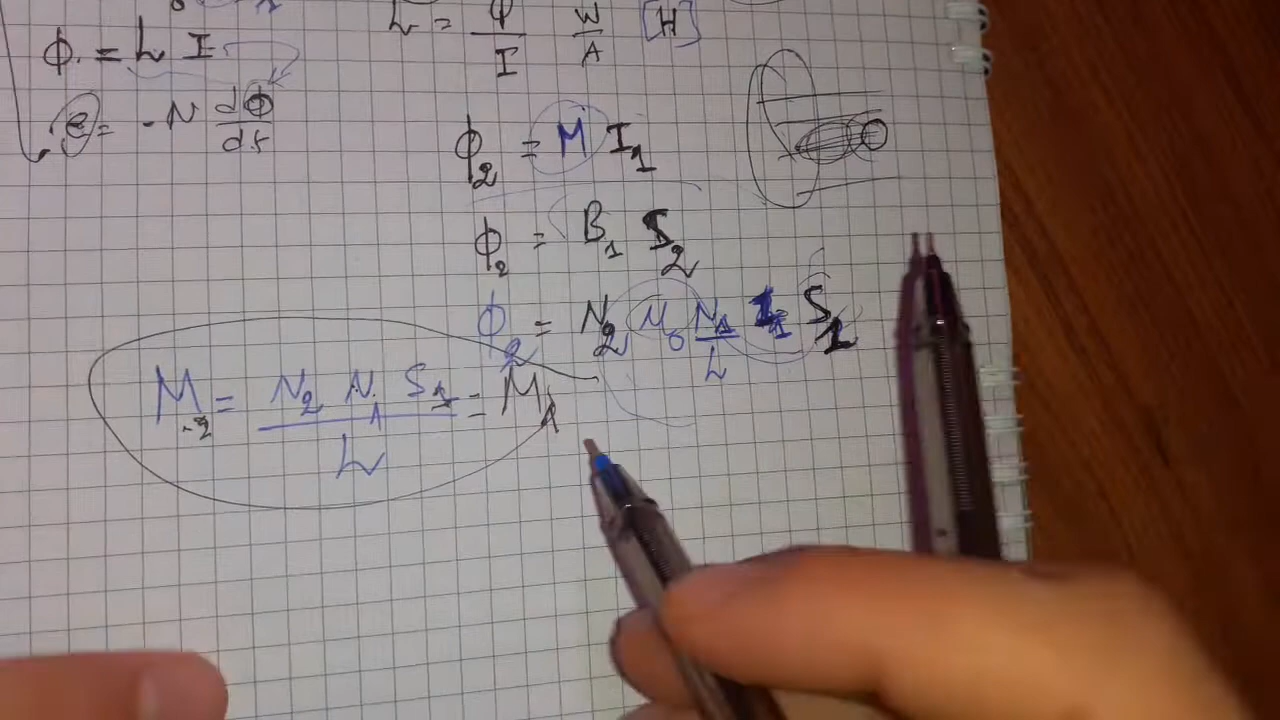 L = Φ/I W/A [H]
ϕ = L I
e = -N dΦ/dt
ϕ₂ = M I₁
ϕ₂ = B₁ S₂
ϕ₂ = N₂ μ₀ N₁/L I₁ S₁
M₂ = N₂ N₁ S₁/L = M₁